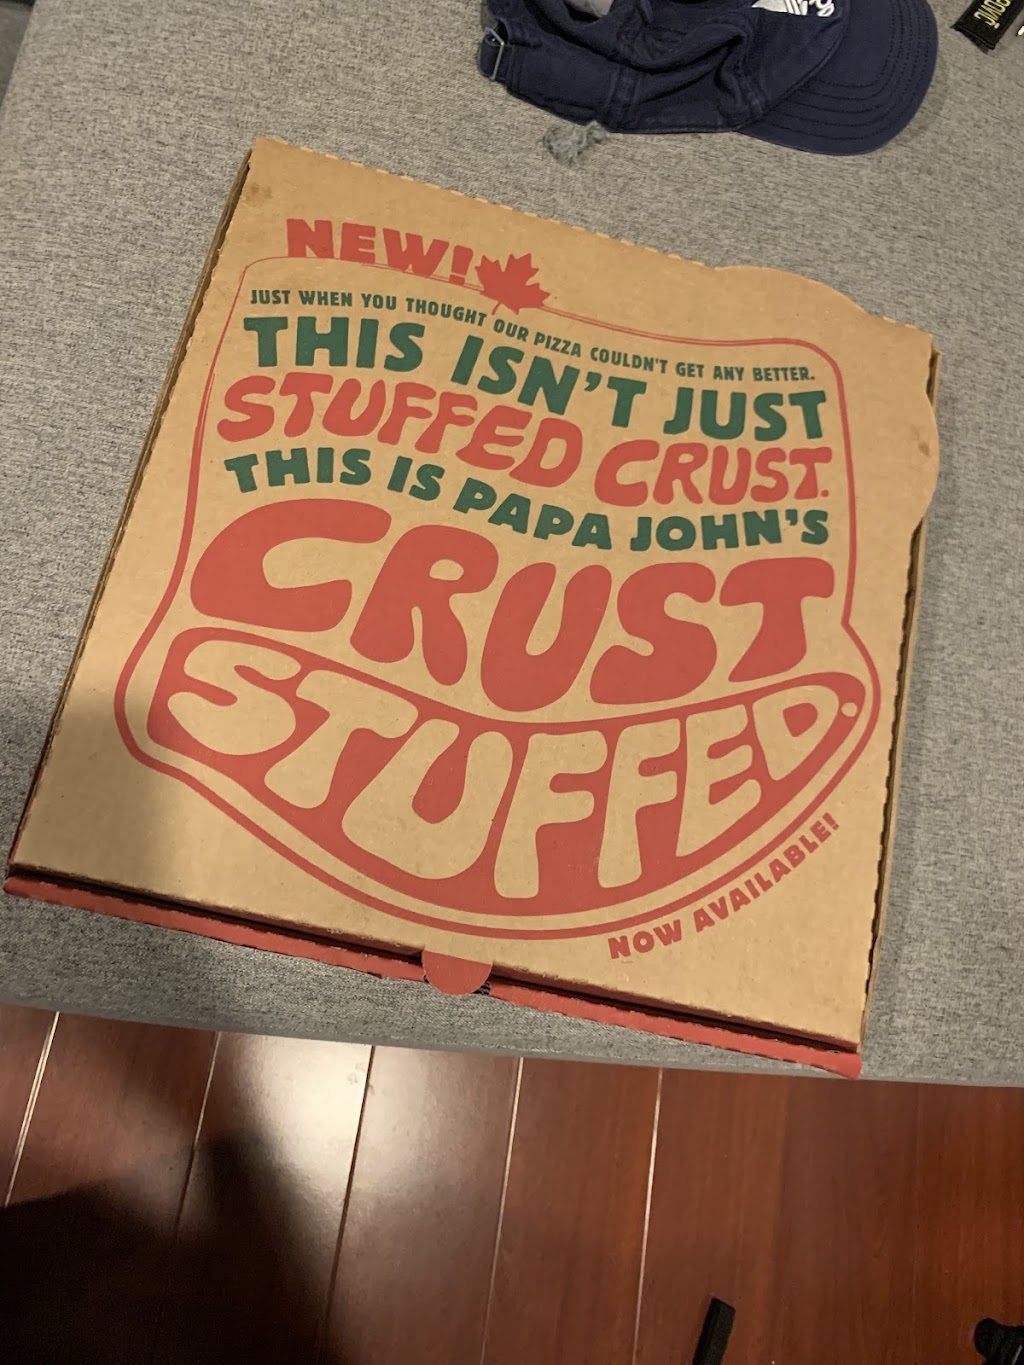 NEW!
JUST WHEN YOU THOUGHT OUR PIZZA COULDN'T GET ANY BETTER.
THIS ISN'T JUST
STUFFED CRUST.
THIS IS PAPA JOHN'S
CRUST
STUFFED.
NOW AVAILABLE!